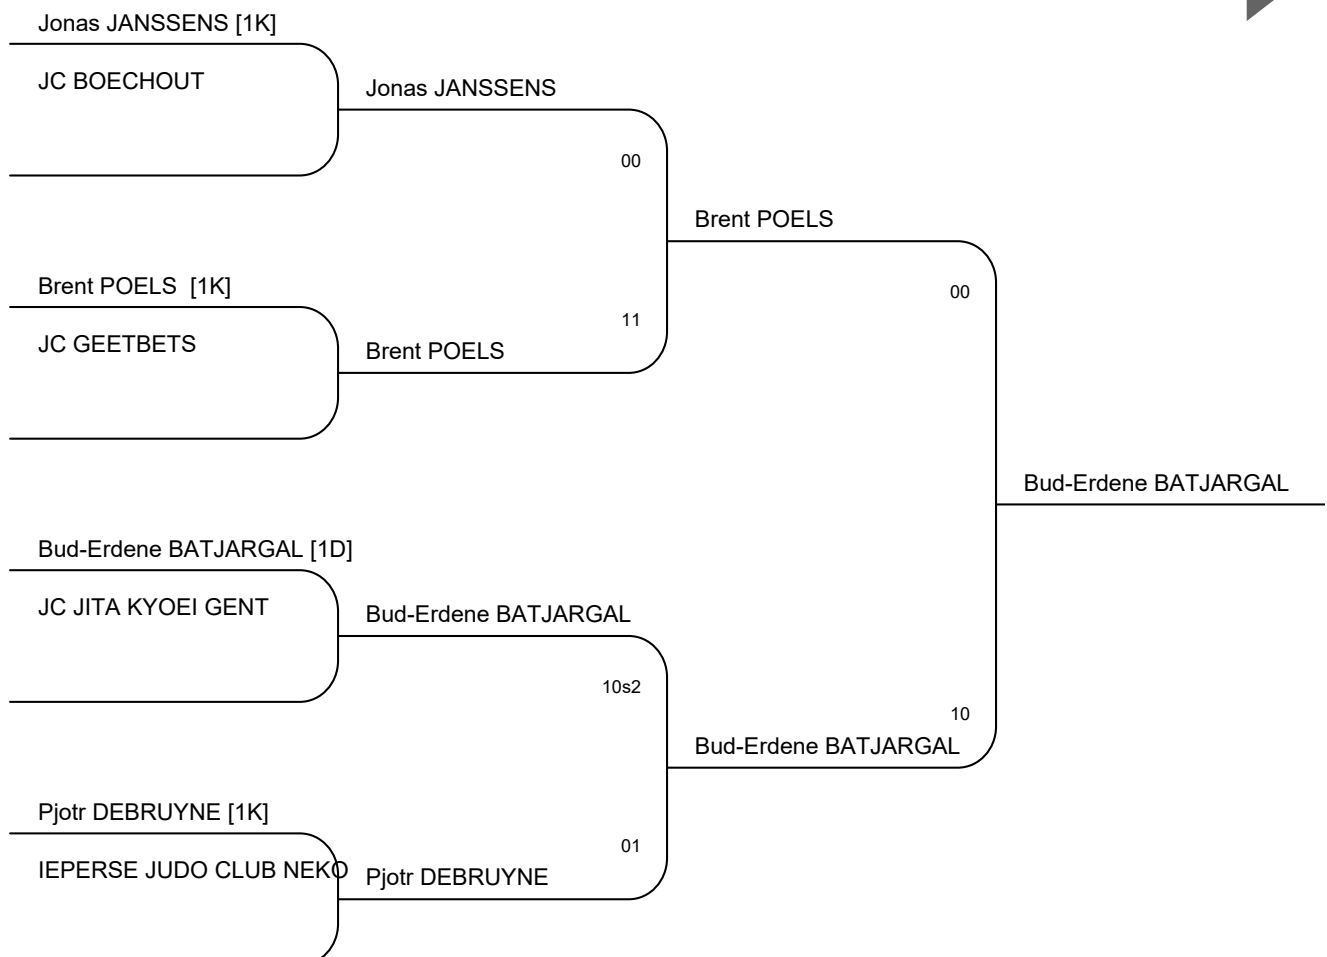 Jonas JANSSENS [1K]
JC BOECHOUT
Jonas JANSSENS
00
Brent POELS
Brent POELS  [1K]
00
11
JC GEETBETS
Brent POELS
Bud-Erdene BATJARGAL
Bud-Erdene BATJARGAL [1D]
JC JITA KYOEI GENT
Bud-Erdene BATJARGAL
10s2
10
Bud-Erdene BATJARGAL
Pjotr DEBRUYNE [1K]
01
IEPERSE JUDO CLUB NEKO
Pjotr DEBRUYNE